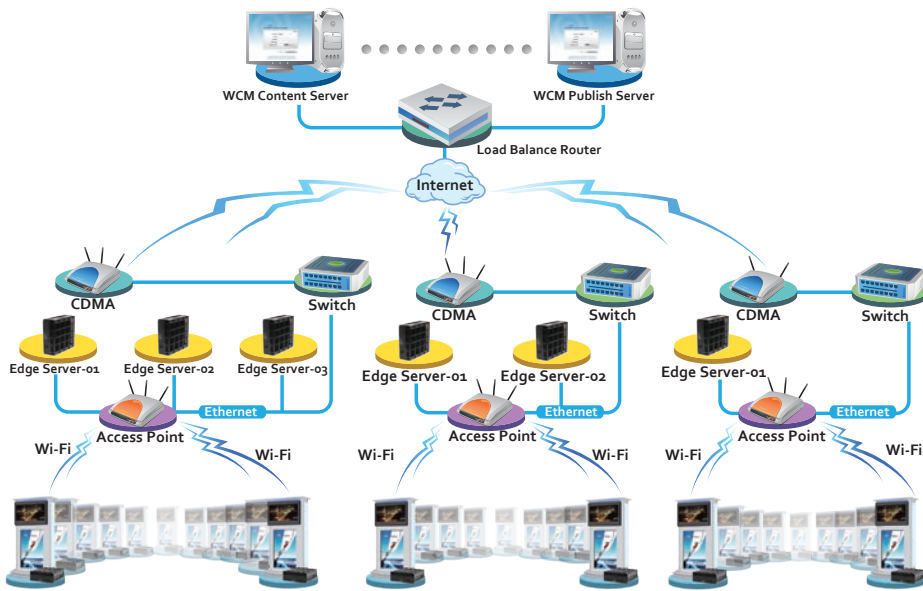 WCM Content Server
WCM Publish Server
Load Balance Router
Internet
CDMA
Switch
CDMA
Switch
CDMA
Switch
Edge Server-01
Edge Server-02
Edge Server-03
Edge Server-01
Edge Server-02
Edge Server-01
Ethernet
Ethernet
Ethernet
Access Point
Access Point
Access Point
Wi-Fi
Wi-Fi
Wi-Fi
Wi-Fi
Wi-Fi
Wi-Fi